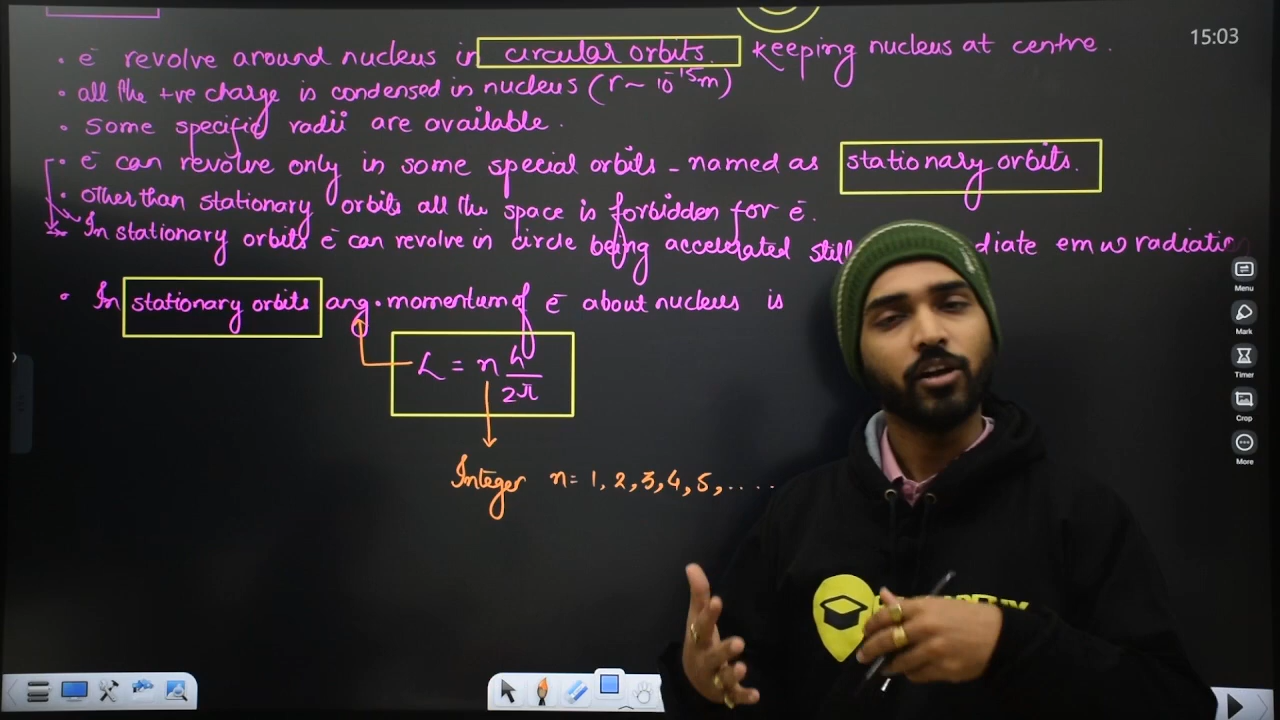 15:03
• e⁻ revolve around nucleus in circular orbits. keeping nucleus at centre.
• all the +ve charge is condensed in nucleus (r ~ 10⁻¹⁵m)
• some specific radii are available.
• e⁻ can revolve only in some special orbits - named as stationary orbits.
• other than stationary orbits all the space is forbidden for e⁻.
In stationary orbits e⁻ can revolve in circle being accelerated still diate em w radiation
• In stationary orbits ang. momentum of e⁻ about nucleus is
L = n h/2π
Integer n = 1, 2, 3, 4, 5, ....
Menu
Mark
Timer
Crop
More